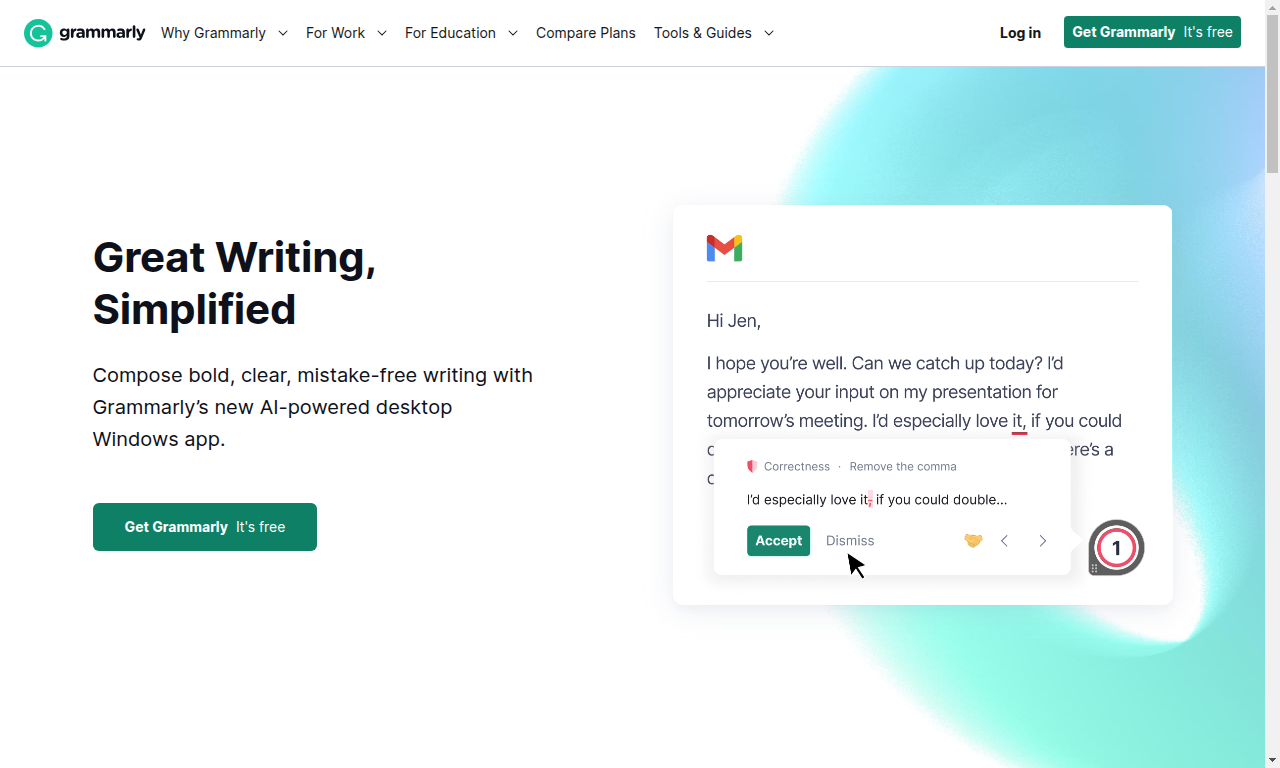 grammarly
Why Grammarly
For Work
For Education
Compare Plans
Tools & Guides
Log in
Get Grammarly It's free
Great Writing,
Simplified
Compose bold, clear, mistake-free writing with
Grammarly's new AI-powered desktop
Windows app.
Get Grammarly It's free
Hi Jen,
I hope you're well. Can we catch up today? I'd
appreciate your input on my presentation for
tomorrow's meeting. I'd especially love it, if you could
Correctness · Remove the comma
I'd especially love it, if you could double...
Accept
Dismiss
1